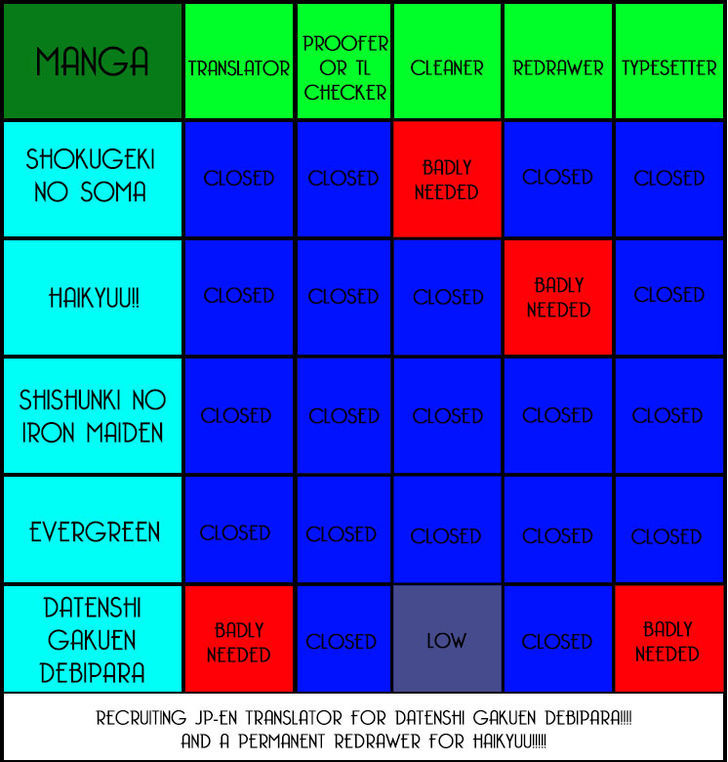 MANGA
TRANSLATOR
PROOFER
OR TL
CHECKER
CLEANER
REDRAWER
TYPESETTER
SHOKUGEKI
NO SOMA
CLOSED
CLOSED
BADLY
NEEDED
CLOSED
CLOSED
HAIKYUU!!
CLOSED
CLOSED
CLOSED
BADLY
NEEDED
CLOSED
SHISHUNKI NO
IRON MAIDEN
CLOSED
CLOSED
CLOSED
CLOSED
CLOSED
EVERGREEN
CLOSED
CLOSED
CLOSED
CLOSED
CLOSED
DATENSHI
GAKUEN
DEBIPARA
BADLY
NEEDED
CLOSED
LOW
CLOSED
BADLY
NEEDED
RECRUITING JP-EN TRANSLATOR FOR DATENSHI GAKUEN DEBIPARA!!!!
AND A PERMANENT REDRAWER FOR HAIKYUU!!!!!